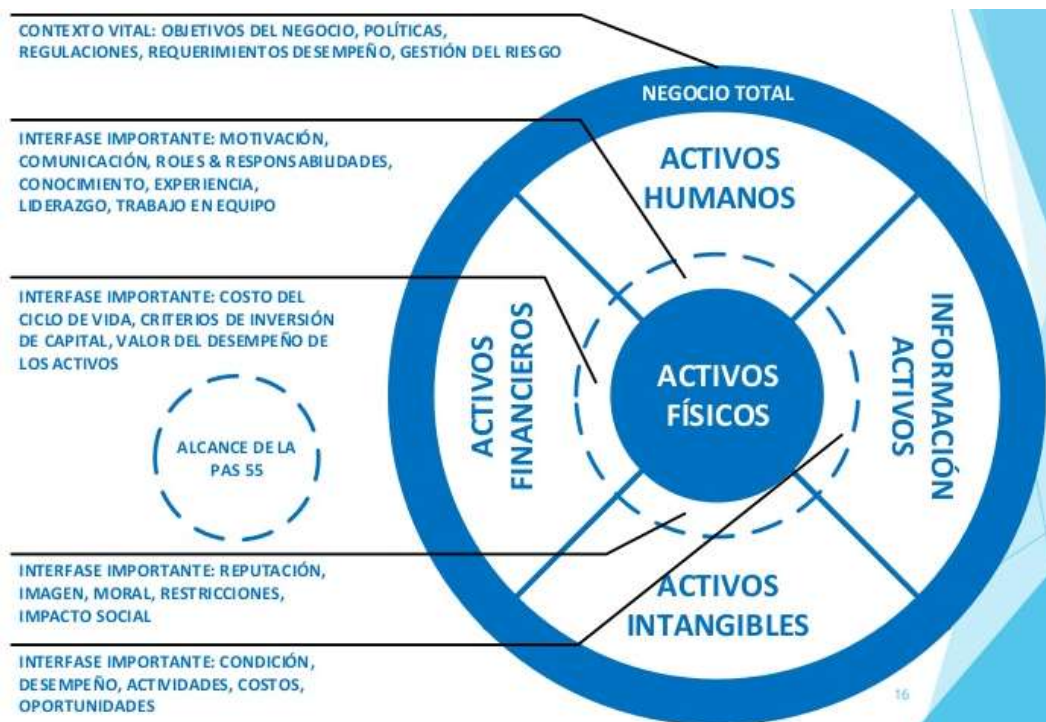 CONTEXTO VITAL: OBJETIVOS DEL NEGOCIO, POLÍTICAS,
REGULACIONES, REQUERIMIENTOS DESEMPEÑO, GESTIÓN DEL RIESGO
NEGOCIO TOTAL
INTERFASE IMPORTANTE: MOTIVACIÓN,
COMUNICACIÓN, ROLES & RESPONSABILIDADES,
CONOCIMIENTO, EXPERIENCIA,
LIDERAZGO, TRABAJO EN EQUIPO
ACTIVOS
HUMANOS
INTERFASE IMPORTANTE: COSTO DEL
CICLO DE VIDA, CRITERIOS DE INVERSIÓN
DE CAPITAL, VALOR DEL DESEMPEÑO DE
LOS ACTIVOS
ACTIVOS
FINANCIEROS
ACTIVOS
FÍSICOS
INFORMACIÓN
ACTIVOS
ALCANCE DE LA
PAS 55
INTERFASE IMPORTANTE: REPUTACIÓN,
IMAGEN, MORAL, RESTRICCIONES,
IMPACTO SOCIAL
ACTIVOS
INTANGIBLES
INTERFASE IMPORTANTE: CONDICIÓN,
DESEMPEÑO, ACTIVIDADES, COSTOS,
OPORTUNIDADES
16